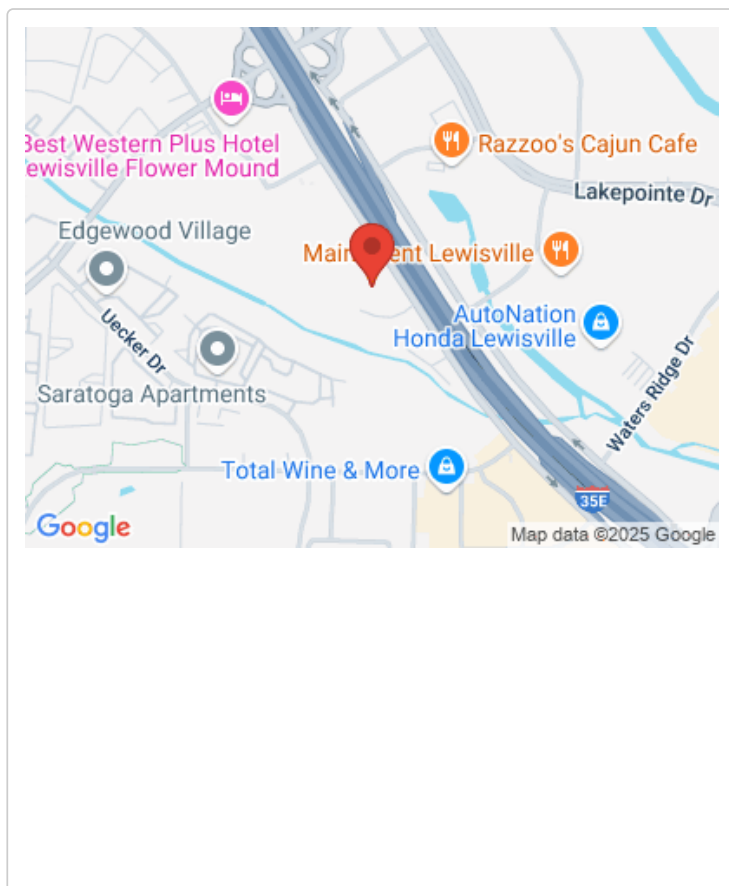 Best Western Plus Hotel
Lewisville Flower Mound
Razzoo's Cajun Cafe
Lakepointe Dr
Edgewood Village
Lewisville
AutoNation
Honda Lewisville
Uecker Dr
Saratoga Apartments
Waters Ridge Dr
Total Wine & More
35E
Google
Map data ©2025 Google